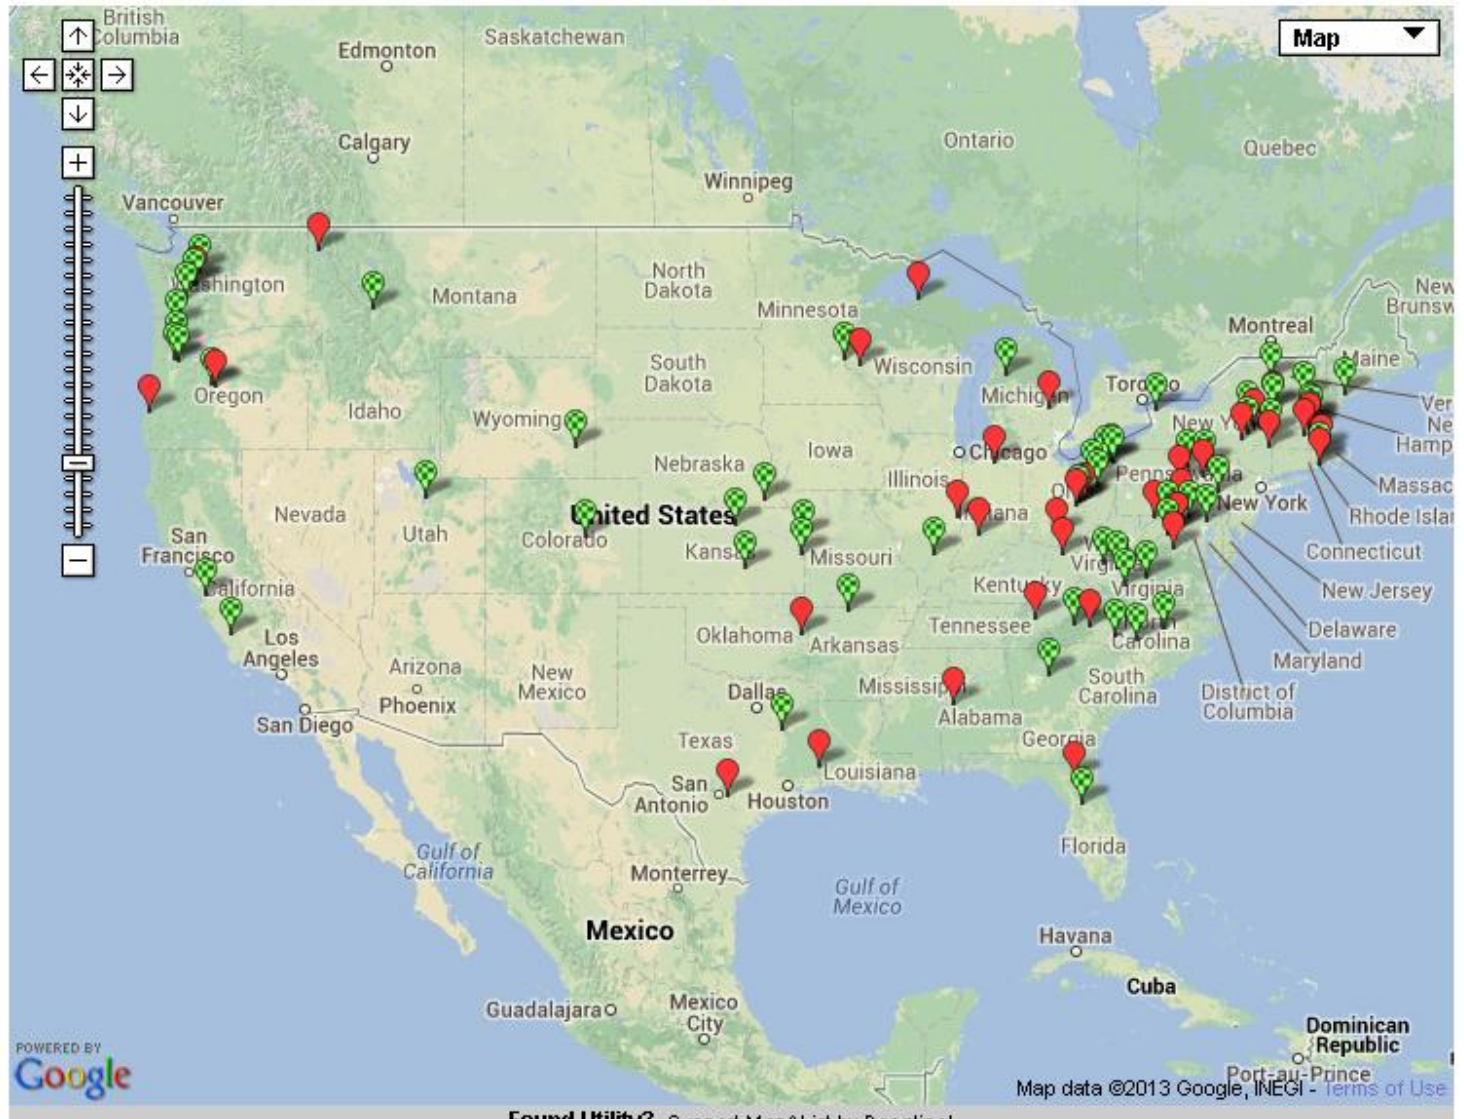 British
Columbia
Edmonton
Saskatchewan
Map
Calgary
Ontario
Quebec
Winnipeg
Vancouver
Washington
Montana
North
Dakota
Minnesota
New
Brunsw
Montreal
Maine
South
Dakota
Wisconsin
Michigan
Toronto
Oregon
Idaho
Wyoming
Ver
Ne
Hamp
New Y
Iowa
Chicago
Nebraska
Illinois
Massac
New York
Rhode Islan
Nevada
Utah
United States
Colorado
Kansas
Missouri
Indiana
Connecticut
San
Francisco
California
Kentucky
Virginia
New Jersey
Los
Angeles
Oklahoma
Arkansas
Tennessee
Carolina
Delaware
Maryland
Arizona
Phoenix
New
Mexico
Dallas
Mississippi
South
Carolina
District of
Columbia
San Diego
Alabama
Texas
Georgia
Louisiana
San
Antonio
Houston
Florida
Gulf of
California
Monterrey
Gulf of
Mexico
Mexico
Havana
Cuba
Guadalajara
Mexico
City
Dominican
Republic
Port-au-Prince
POWERED BY
Google
Map data ©2013 Google, INEGI - Terms of Use